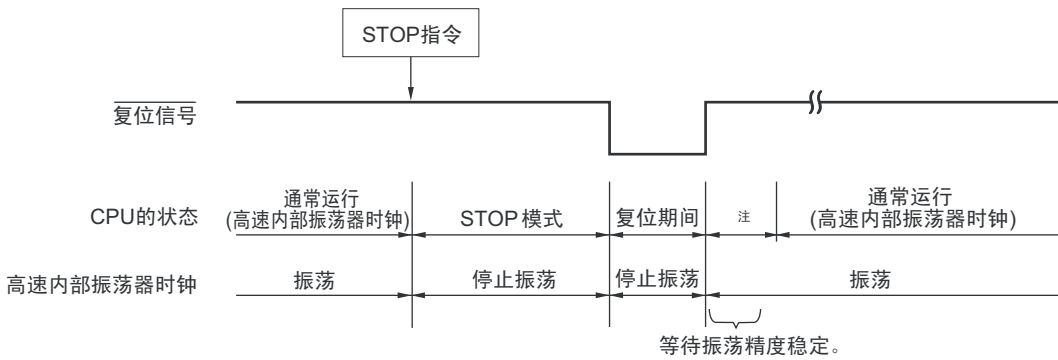 STOP指令
复位信号
CPU的状态
通常运行
(高速内部振荡器时钟)
STOP模式
复位期间
注
通常运行
(高速内部振荡器时钟)
高速内部振荡器时钟
振荡
停止振荡
停止振荡
振荡
等待振荡精度稳定。